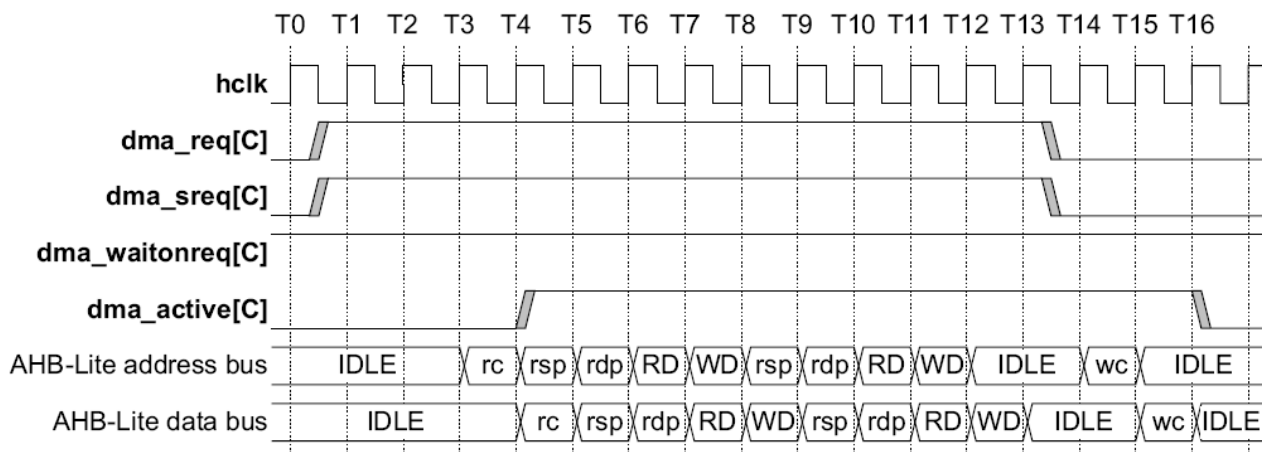 T0 T1 T2 T3 T4 T5 T6 T7 T8 T9 T10 T11 T12 T13 T14 T15 T16
hclk
dma_req[C]
dma_sreq[C]
dma_waitonreq[C]
dma_active[C]
AHB-Lite address bus IDLE rc rsp rdp RD WD rsp rdp RD WD IDLE wc IDLE
AHB-Lite data bus IDLE rc rsp rdp RD WD rsp rdp RD WD IDLE wc IDLE